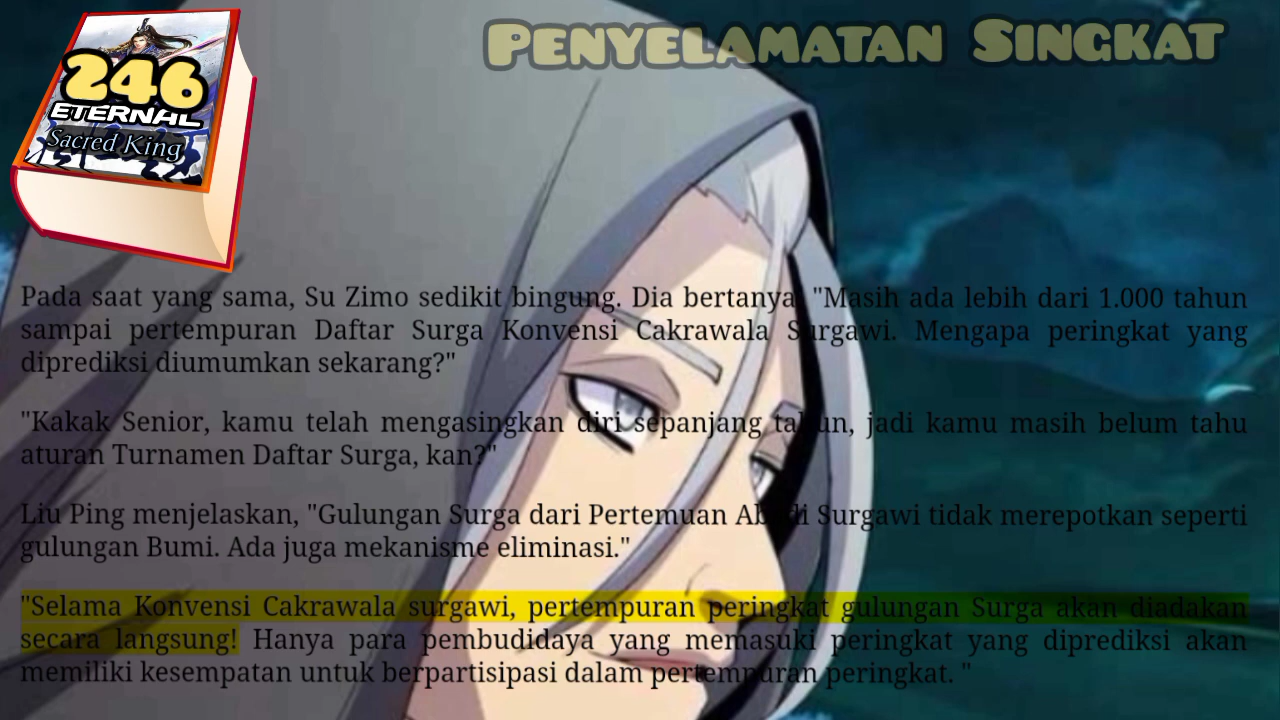 Penyelamatan Singkat
246
ETERNAL
Sacred King
Pada saat yang sama, Su Zimo sedikit bingung. Dia bertanya, "Masih ada lebih dari 1.000 tahun
sampai pertempuran Daftar Surga Konvensi Cakrawala Surgawi. Mengapa peringkat yang
diprediksi diumumkan sekarang?"
"Kakak Senior, kamu telah mengasingkan diri sepanjang tahun, jadi kamu masih belum tahu
aturan Turnamen Daftar Surga, kan?"
Liu Ping menjelaskan, "Gulungan Surga dari Pertemuan Abadi Surgawi tidak merepotkan seperti
gulungan Bumi. Ada juga mekanisme eliminasi."
"Selama Konvensi Cakrawala surgawi, pertempuran peringkat gulungan Surga akan diadakan
secara langsung! Hanya para pembudidaya yang memasuki peringkat yang diprediksi akan
memiliki kesempatan untuk berpartisipasi dalam pertempuran peringkat. "